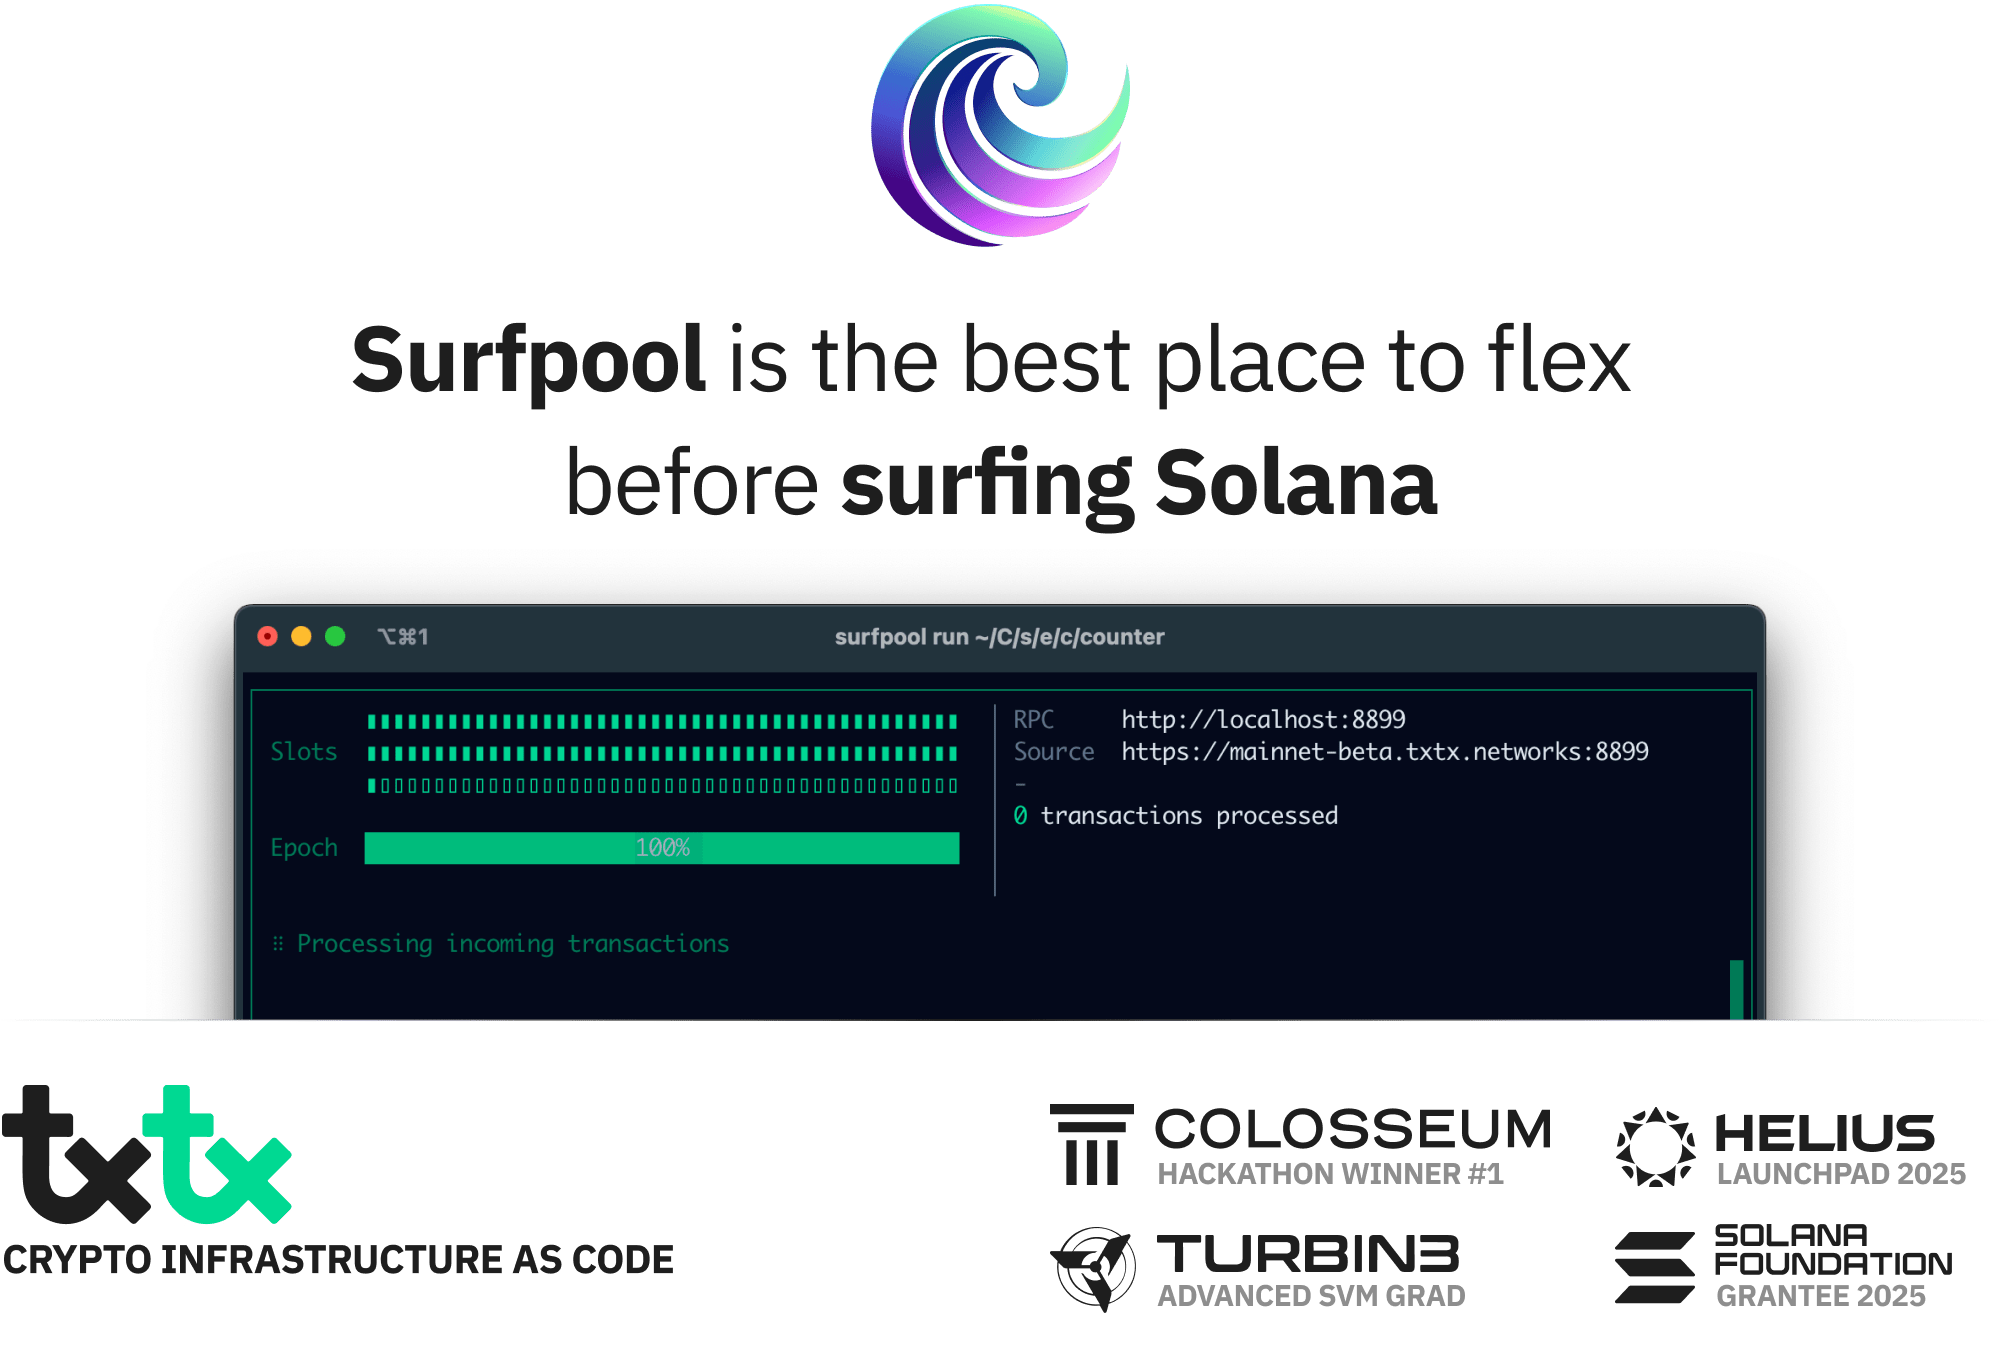 Surfpool is the best place to flex
before surfing Solana
⌥⌘1
surfpool run ~/C/s/e/c/counter
Slots
Epoch 100%
RPC http://localhost:8899
Source https://mainnet-beta.txtx.networks:8899
-
0 transactions processed
⠿ Processing incoming transactions
txtx
CRYPTO INFRASTRUCTURE AS CODE
COLOSSEUM
HACKATHON WINNER #1
HELIUS
LAUNCHPAD 2025
TURBIN3
ADVANCED SVM GRAD
SOLANA
FOUNDATION
GRANTEE 2025